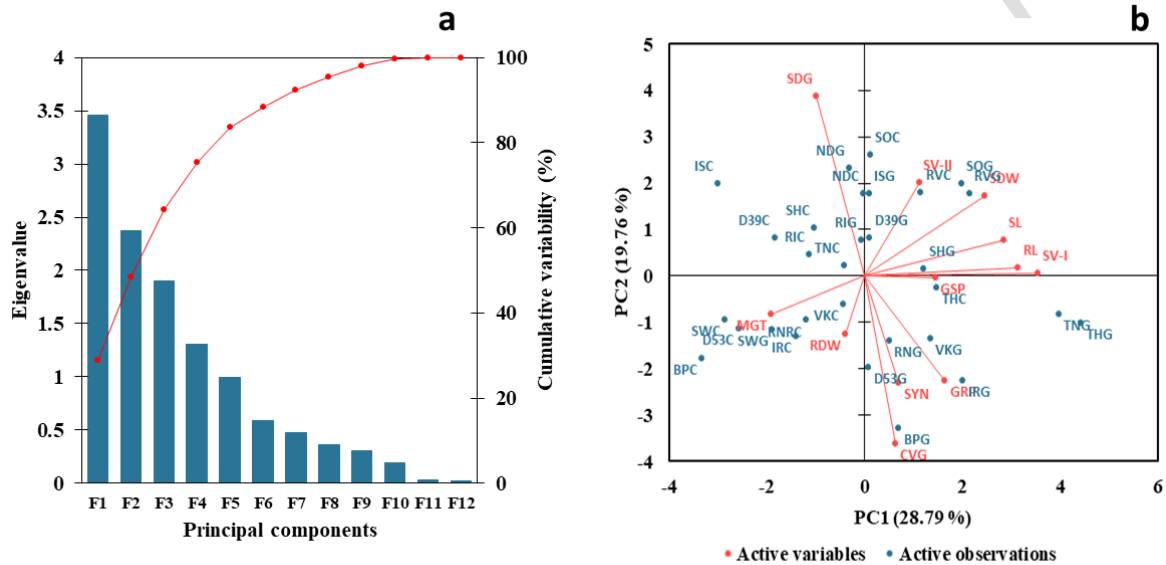 a
4
3.5
3
2.5
2
1.5
1
0.5
0
Eigenvalue
100
80
60
40
20
0
Cumulative variability (%)
F1 F2 F3 F4 F5 F6 F7 F8 F9 F10 F11 F12
Principal components
b
5
4
3
2
1
0
-1
-2
-3
-4
PC2 (19.76 %)
SDG
SOC
NDG
SV-II
SOG
ISC
NDC
ISG
RVC
RVG
SDW
SHC
D39C
RIG
D39G
SL
RIC
TNC
SHG
RL
SV-I
GSP
THC
MGT
VKC
TNG
SWC
RNRC
THG
D53C
SWG
IRC
RDW
RNG
VKG
BPC
D53G
SYN
GRI
IRG
BPG
CVG
-4 -2 0 2 4 6
PC1 (28.79 %)
Active variables Active observations